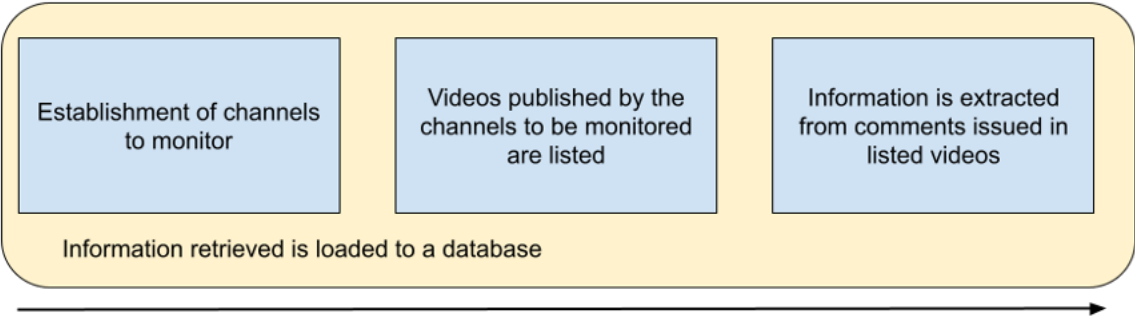 Establishment of channels
to monitor
Videos published by the
channels to be monitored
are listed
Information is extracted
from comments issued in
listed videos
Information retrieved is loaded to a database